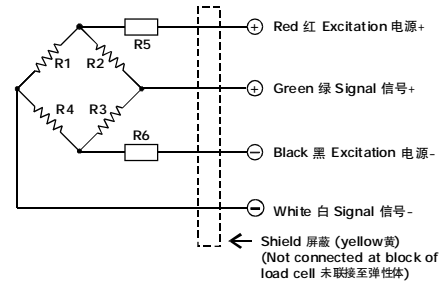 R5
Red 红 Excitation 电源+
R1
R2
Green 绿 Signal 信号+
R4
R3
R6
Black 黑 Excitation 电源-
White 白 Signal 信号-
Shield 屏蔽 (yellow黄)
(Not connected at block of
load cell 未联接至弹性体)